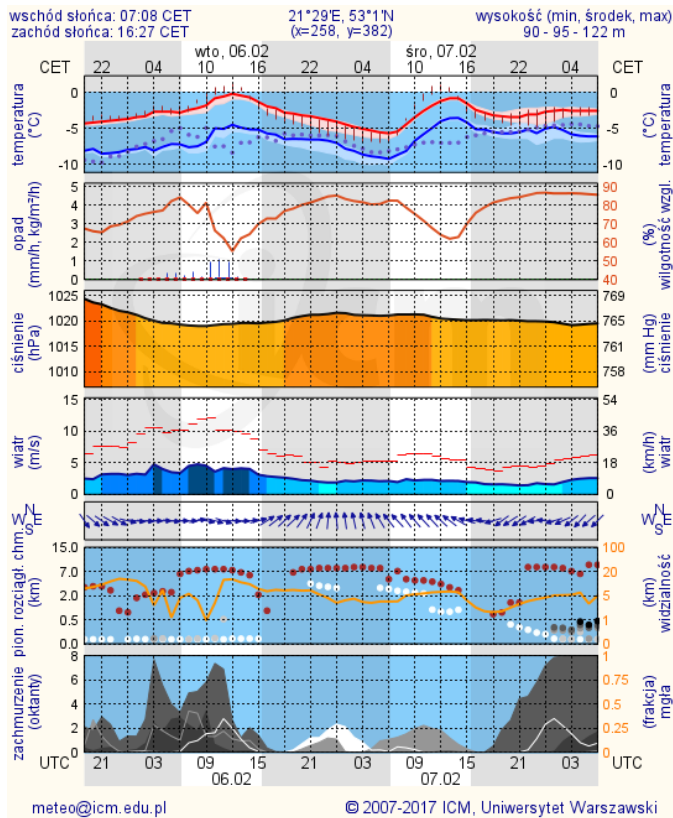 wschód słońca: 07:08 CET 21°29'E, 53°1'N wysokość (min, środek, max)
zachód słońca: 16:27 CET (x=258, y=382) 90 - 95 - 122 m
wto, 06.02 śro, 07.02
CET 22 04 10 16 22 04 10 16 22 04 CET
temperatura (°C) 0 -5 -10 0 -5 -10 temperatura (°C)
opad (mm/h, kg/m²/h) 5 4 3 2 1 0 90 80 70 60 50 40 (%) wilgotność wzgl.
ciśnienie (hPa) 1025 1020 1015 1010 769 765 761 758 (mm Hg) ciśnienie
wiatr (m/s) 15 10 5 0 54 36 18 0 (km/h) wiatr
N W E S N W E S
pion. rozciągł. chm. (km) 15.0 7.0 2.0 0.5 0.0 100 20 5 1 0 (km) widzialność
zachmurzenie (oktanty) 8 6 4 2 0 1 0.75 0.5 0.25 0 (frakcja) mgła
UTC 21 03 09 15 21 03 09 15 21 03 UTC
06.02 07.02
meteo@icm.edu.pl © 2007-2017 ICM, Uniwersytet Warszawski